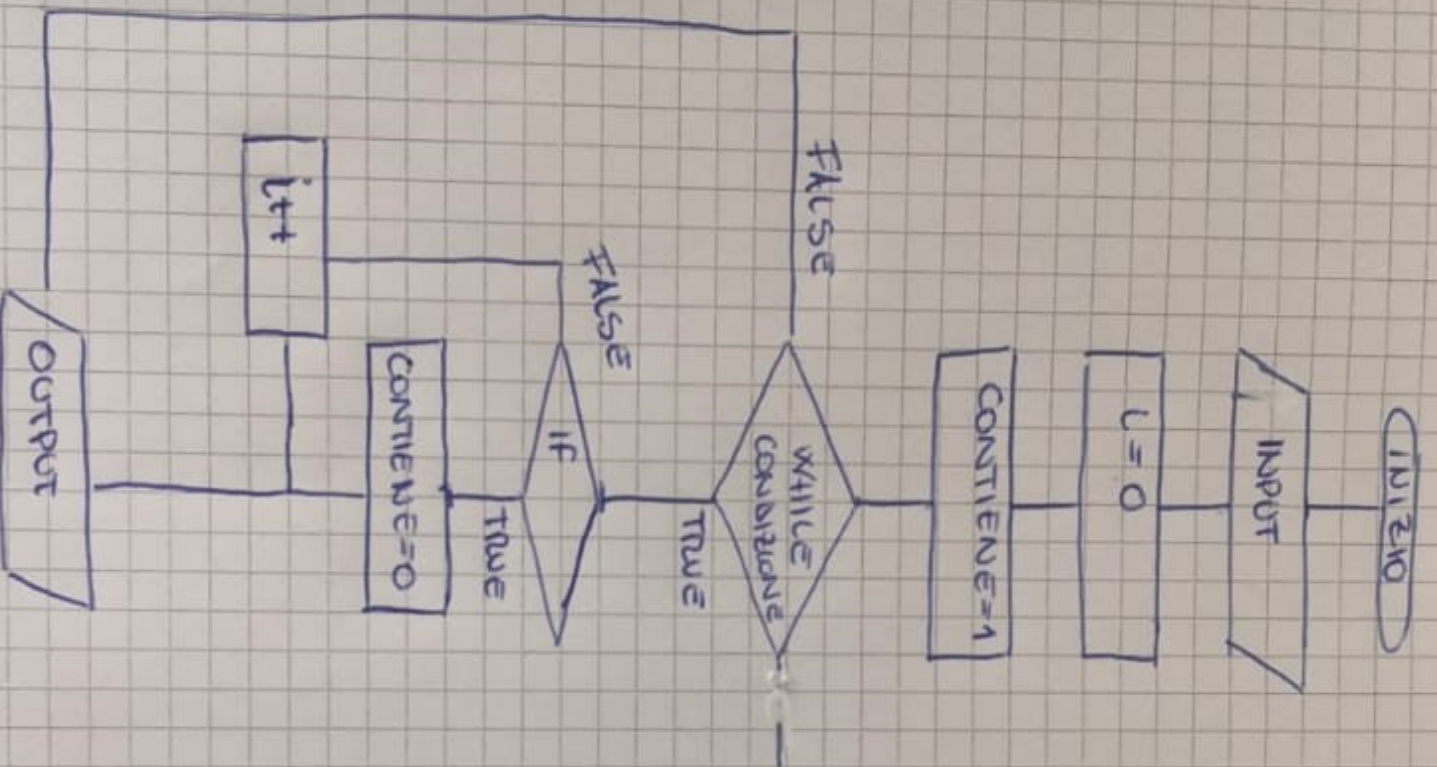 INIZIO
INPUT
i=0
CONTIENE=1
WHILE
CONDIZIONE
FALSE
TRUE
IF
FALSE
TRUE
CONTIENE=0
i++
OUTPUT